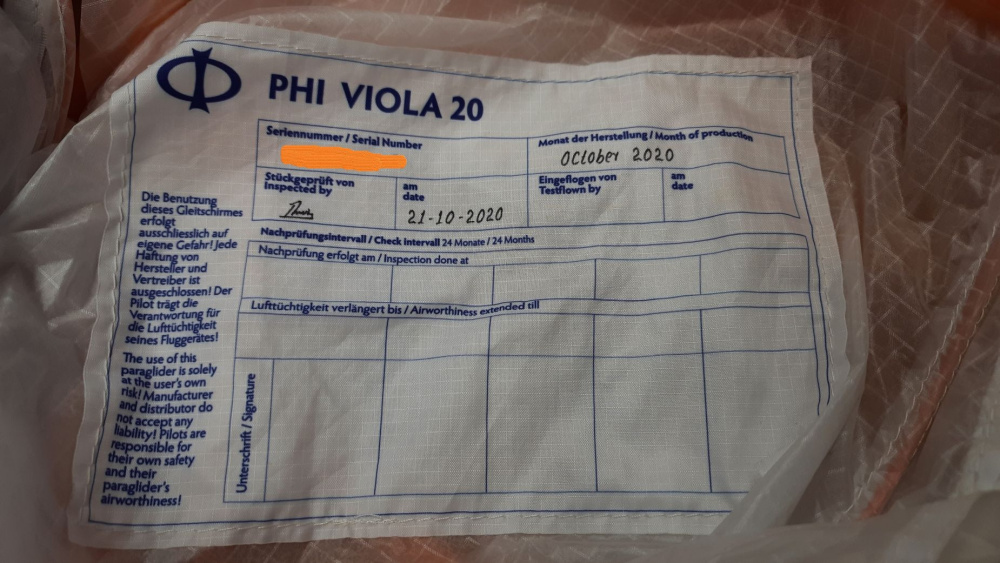 PHI VIOLA 20
Seriennummer / Serial Number
Monat der Herstellung / Month of production
October 2020
Stückgeprüft von
Inspected by
am
date
21-10-2020
Eingeflogen von
Testflown by
am
date
Nachprüfungsintervall / Check intervall 24 Monate / 24 Months
Nachprüfung erfolgt am / Inspection done at
Lufttüchtigkeit verlängert bis / Airworthiness extended till
Unterschrift / Signature
Die Benutzung
dieses Gleitschirmes
erfolgt
ausschliesslich auf
eigene Gefahr! Jede
Haftung von
Hersteller und
Vertreiber ist
ausgeschlossen! Der
Pilot trägt die
Verantwortung für
die Lufttüchtigkeit
seines Fluggerätes!
The use of this
paraglider is solely
at the user's own
risk! Manufacturer
and distributor do
not accept any
liability! Pilots are
responsible for
their own safety
and their
paraglider's
airworthiness!